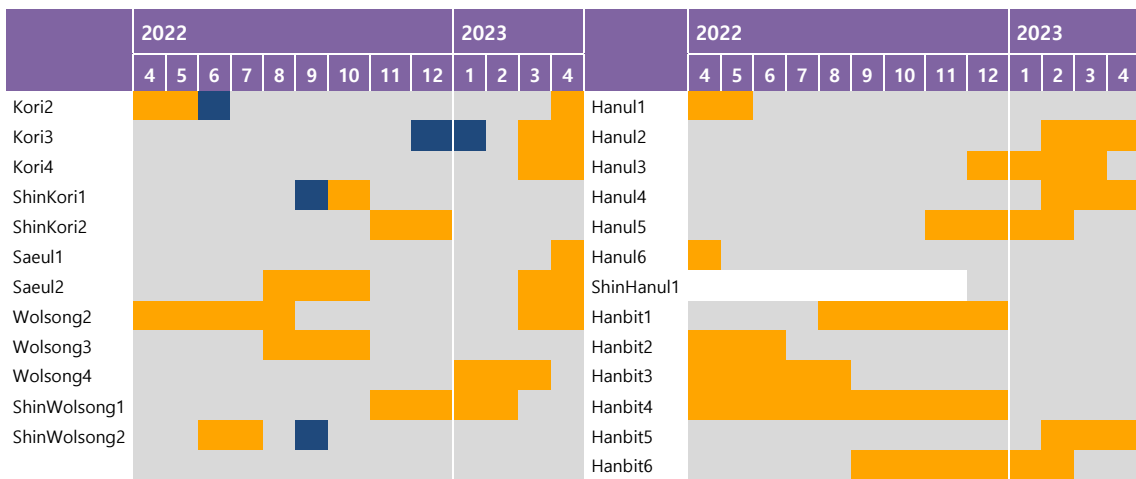 2022 2023 2022 2023
4 5 6 7 8 9 10 11 12 1 2 3 4 4 5 6 7 8 9 10 11 12 1 2 3 4
Kori2 Hanul1
Kori3 Hanul2
Kori4 Hanul3
ShinKori1 Hanul4
ShinKori2 Hanul5
Saeul1 Hanul6
Saeul2 ShinHanul1
Wolsong2 Hanbit1
Wolsong3 Hanbit2
Wolsong4 Hanbit3
ShinWolsong1 Hanbit4
ShinWolsong2 Hanbit5
Hanbit6